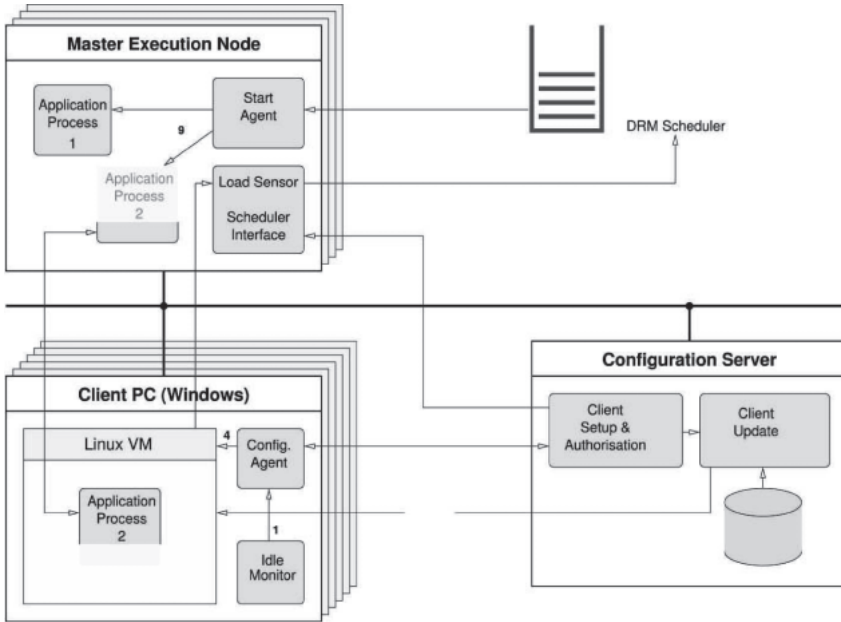 Master Execution Node
Application
Process
1
Start
Agent
9
Application
Process
2
Load Sensor
Scheduler
Interface
DRM Scheduler
Client PC (Windows)
Linux VM
4
Config.
Agent
Application
Process
2
1
Idle
Monitor
Configuration Server
Client
Setup &
Authorisation
Client
Update